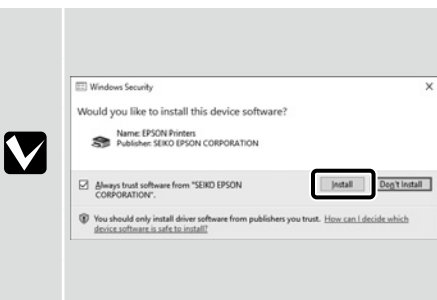 Windows Security
Would you like to install this device software?
Name: EPSON Printers
Publisher: SEIKO EPSON CORPORATION
Always trust software from "SEIKO EPSON
CORPORATION".
Install
Don't Install
You should only install driver software from publishers you trust. How can I decide which
device software is safe to install?